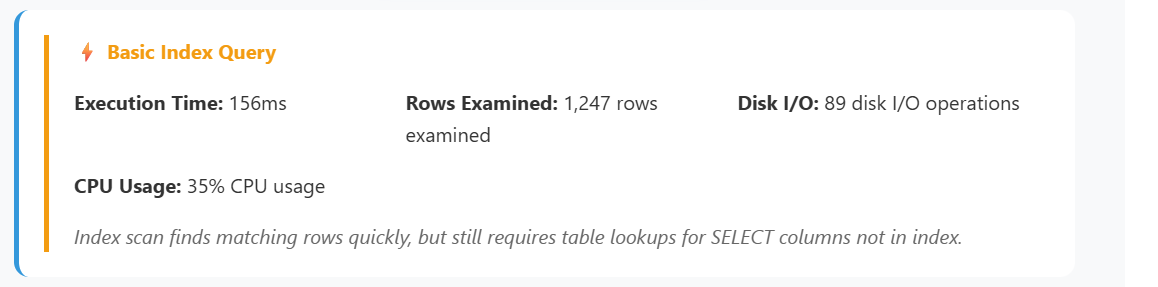 Basic Index Query
Execution Time: 156ms
Rows Examined: 1,247 rows
examined
Disk I/O: 89 disk I/O operations
CPU Usage: 35% CPU usage
Index scan finds matching rows quickly, but still requires table lookups for SELECT columns not in index.